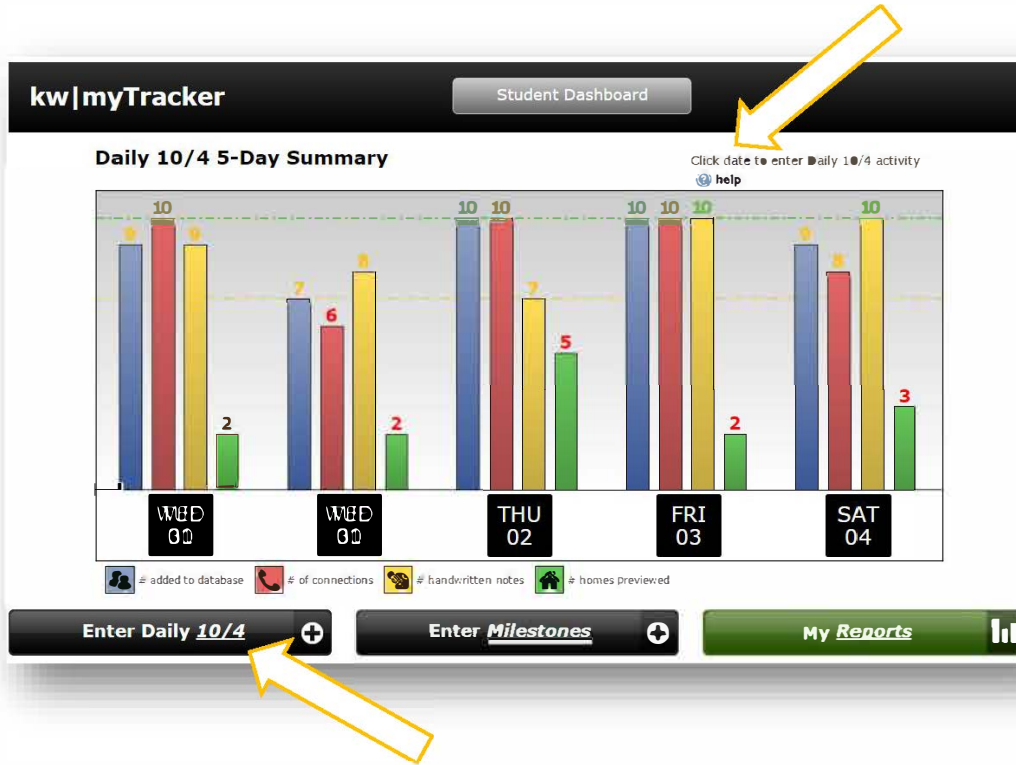 kw|myTracker
Student Dashboard
Daily 10/4 5-Day Summary
Click date to enter Daily 10/4 activity
help
9 10 9 2
7 6 8 2
10 10 7 5
10 10 10 2
9 8 10 3
WED
WED
THU
02
FRI
03
SAT
04
# added to database
# of connections
# handwritten notes
# homes previewed
Enter Daily 10/4
Enter Milestones
My Reports